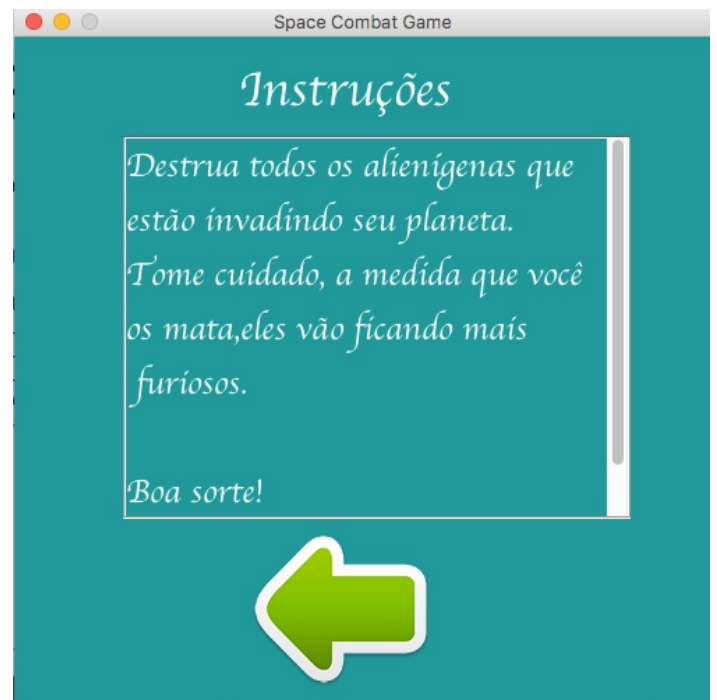 Space Combat Game
Instruções
Destrua todos os alienígenas que
estão invadindo seu planeta.
Tome cuidado, a medida que você
os mata,eles vão ficando mais
furiosos.
Boa sorte!